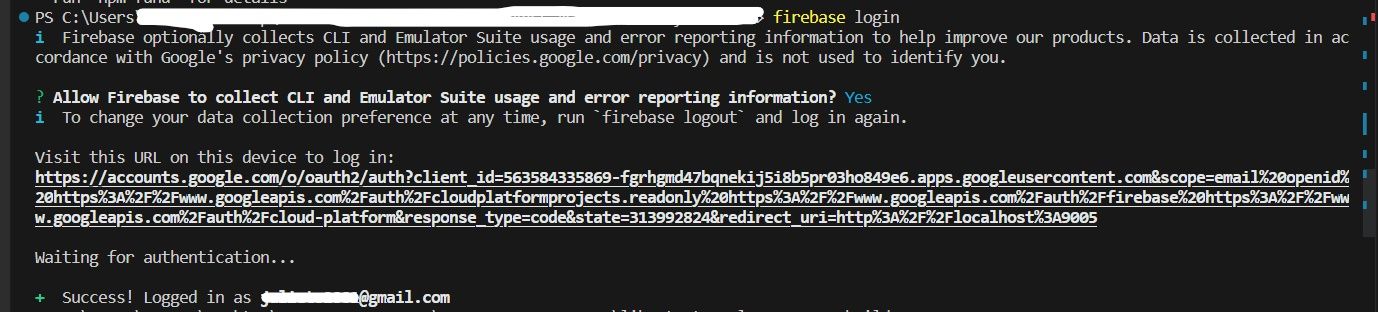 PS C:\Users\ > firebase login
i Firebase optionally collects CLI and Emulator Suite usage and error reporting information to help improve our products. Data is collected in ac
cordance with Google's privacy policy (https://policies.google.com/privacy) and is not used to identify you.
? Allow Firebase to collect CLI and Emulator Suite usage and error reporting information? Yes
i To change your data collection preference at any time, run `firebase logout` and log in again.
Visit this URL on this device to log in:
https://accounts.google.com/o/oauth2/auth?client_id=563584335869-fgrhgmd47bqnekij5i8b5pr03ho849e6.apps.googleusercontent.com&scope=email%20openid%
20https%3A%2F%2Fwww.googleapis.com%2Fauth%2Fcloudplatformprojects.readonly%20https%3A%2F%2Fwww.googleapis.com%2Fauth%2Ffirebase%20https%3A%2F%2Fww
w.googleapis.com%2Fauth%2Fcloud-platform&response_type=code&state=313992824&redirect_uri=http%3A%2F%2Flocalhost%3A9005
Waiting for authentication...
+ Success! Logged in as @gmail.com